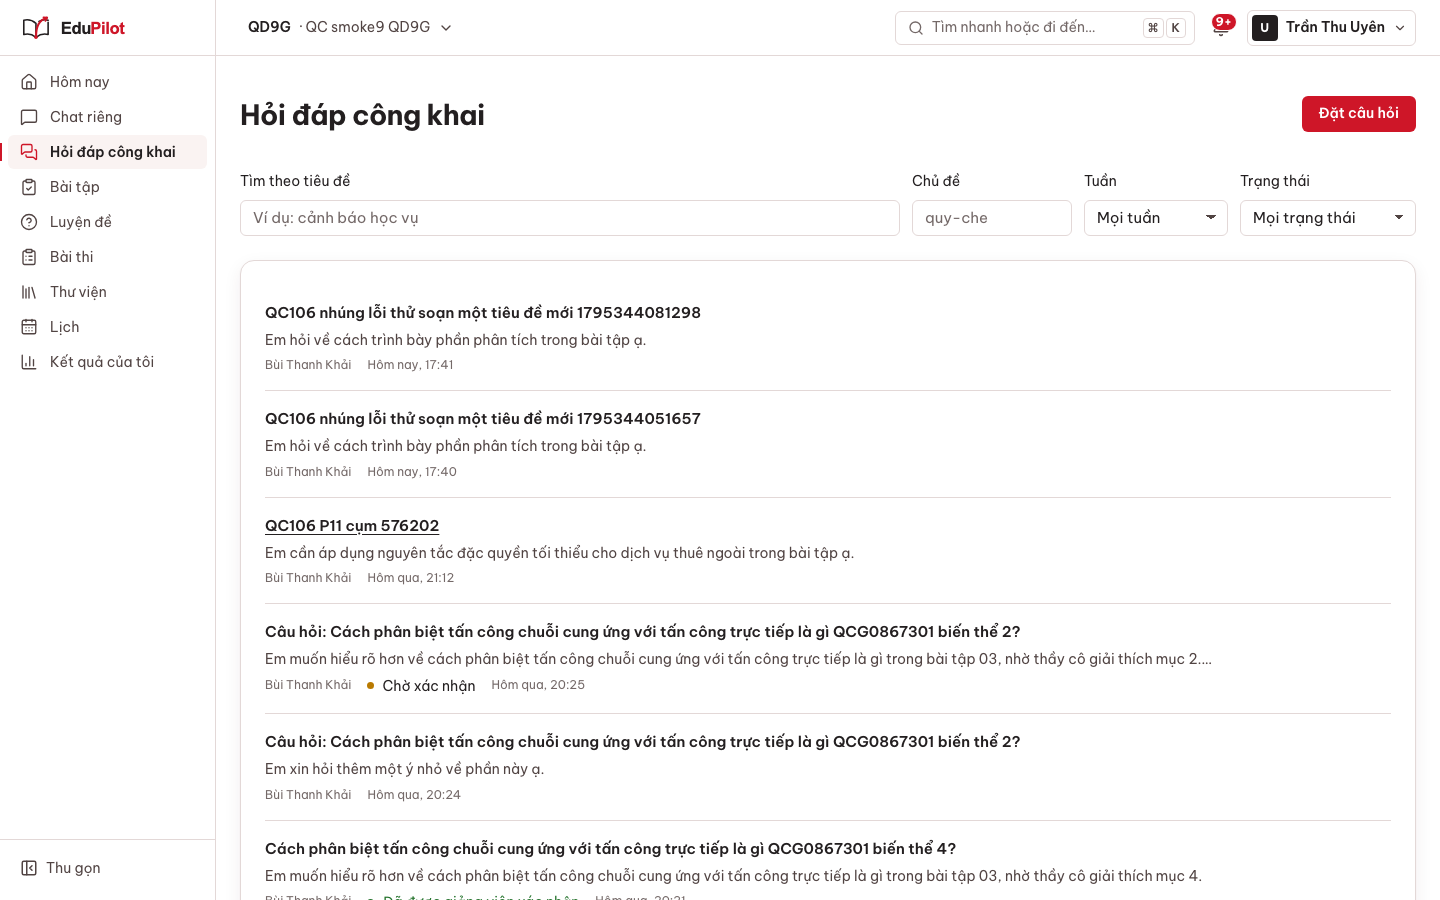 EduPilot
QD9G · QC smoke9 QD9G
Tìm nhanh hoặc đi đến...
⌘ K
9+
U
Trần Thu Uyên
Hôm nay
Chat riêng
Hỏi đáp công khai
Bài tập
Luyện đề
Bài thi
Thư viện
Lịch
Kết quả của tôi
Thu gọn
Hỏi đáp công khai
Đặt câu hỏi
Tìm theo tiêu đề
Chủ đề
Tuần
Trạng thái
Ví dụ: cảnh báo học vụ
quy-che
Mọi tuần
Mọi trạng thái
QC106 nhúng lỗi thử soạn một tiêu đề mới 1795344081298
Em hỏi về cách trình bày phần phân tích trong bài tập ạ.
Bùi Thanh Khải Hôm nay, 17:41
QC106 nhúng lỗi thử soạn một tiêu đề mới 1795344051657
Em hỏi về cách trình bày phần phân tích trong bài tập ạ.
Bùi Thanh Khải Hôm nay, 17:40
QC106 P11 cụm 576202
Em cần áp dụng nguyên tắc đặc quyền tối thiểu cho dịch vụ thuê ngoài trong bài tập ạ.
Bùi Thanh Khải Hôm qua, 21:12
Câu hỏi: Cách phân biệt tấn công chuỗi cung ứng với tấn công trực tiếp là gì QCG0867301 biến thể 2?
Em muốn hiểu rõ hơn về cách phân biệt tấn công chuỗi cung ứng với tấn công trực tiếp là gì trong bài tập 03, nhờ thầy cô giải thích mục 2....
Bùi Thanh Khải Chờ xác nhận Hôm qua, 20:25
Câu hỏi: Cách phân biệt tấn công chuỗi cung ứng với tấn công trực tiếp là gì QCG0867301 biến thể 2?
Em xin hỏi thêm một ý nhỏ về phần này ạ.
Bùi Thanh Khải Hôm qua, 20:24
Cách phân biệt tấn công chuỗi cung ứng với tấn công trực tiếp là gì QCG0867301 biến thể 4?
Em muốn hiểu rõ hơn về cách phân biệt tấn công chuỗi cung ứng với tấn công trực tiếp là gì trong bài tập 03, nhờ thầy cô giải thích mục 4.
Bùi Thanh Khải Đã được giảng viên xác nhận Hôm qua, 20:21